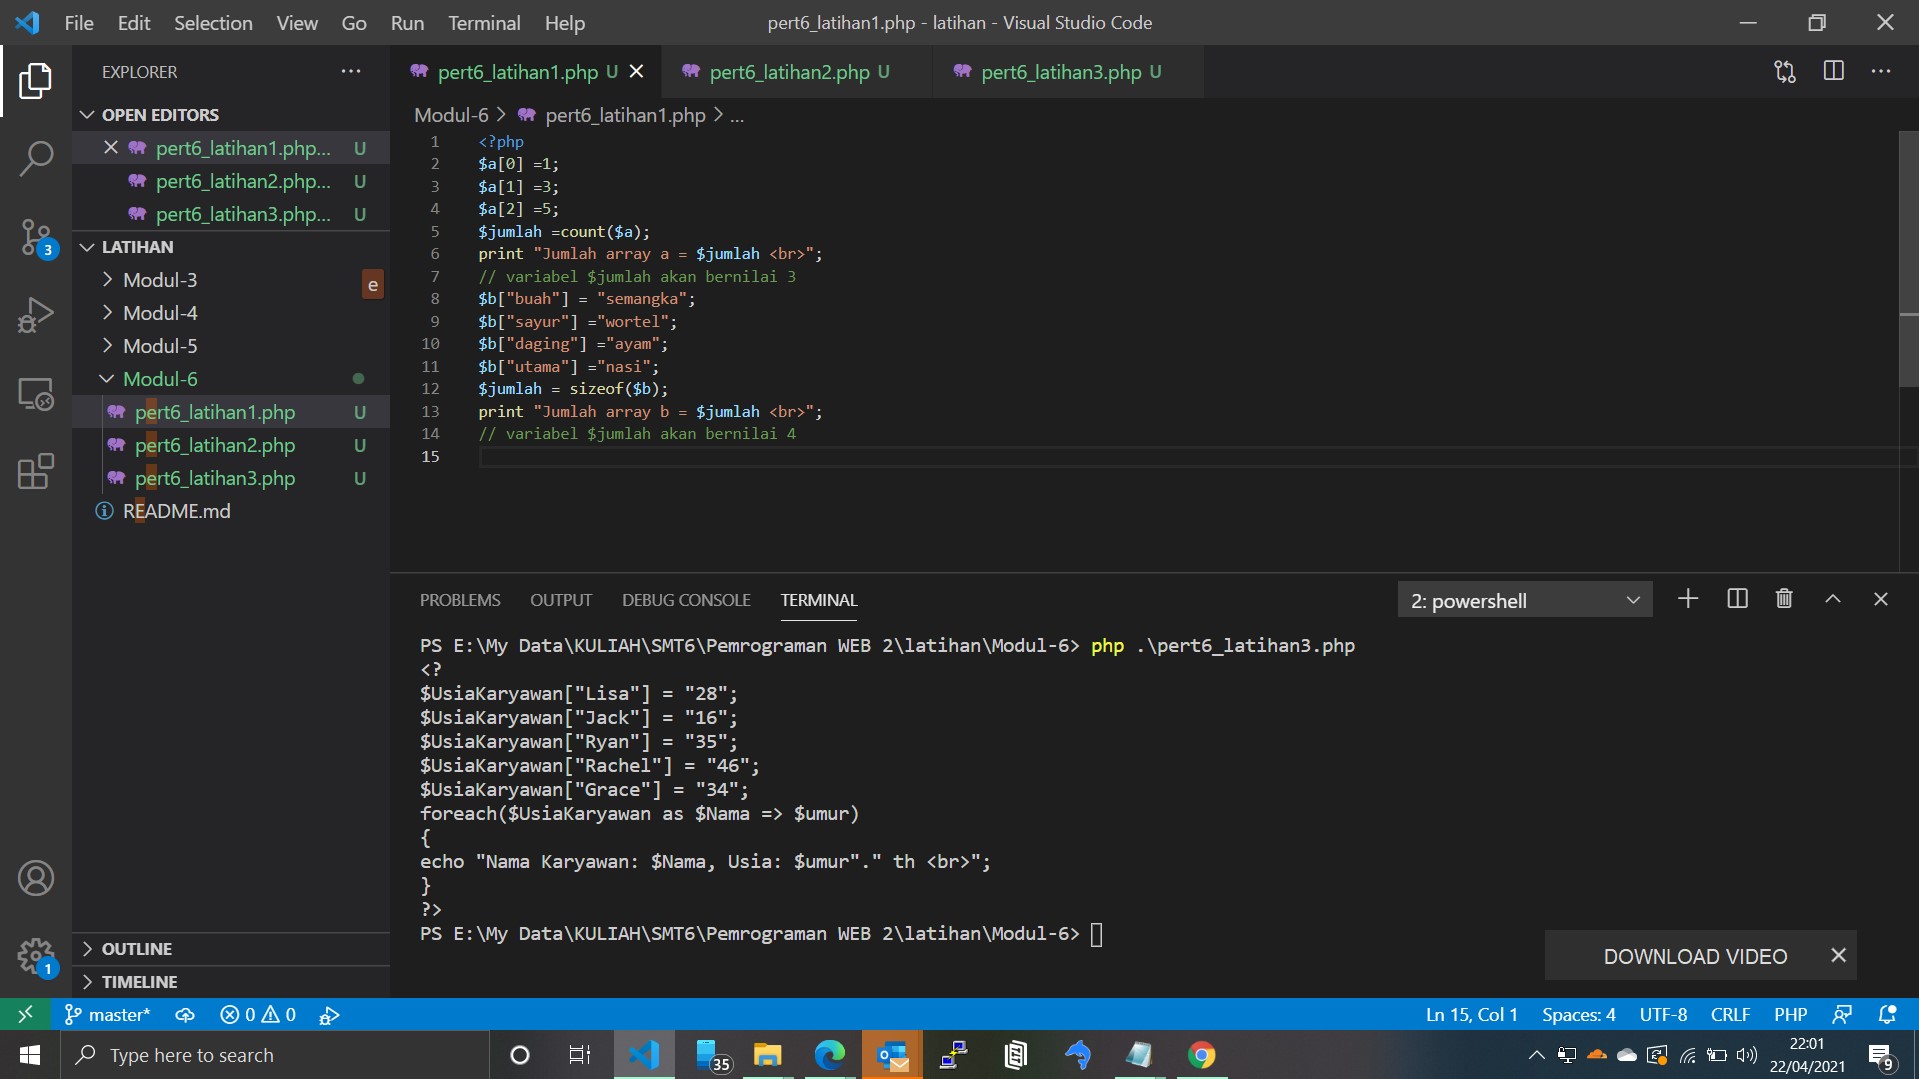 File Edit Selection View Go Run Terminal Help
pert6_latihan1.php - latihan - Visual Studio Code
EXPLORER
OPEN EDITORS
pert6_latihan1.php... U
pert6_latihan2.php... U
pert6_latihan3.php... U
LATIHAN
Modul-3
e
Modul-4
Modul-5
Modul-6
pert6_latihan1.php U
pert6_latihan2.php U
pert6_latihan3.php U
README.md
OUTLINE
TIMELINE
3
1
pert6_latihan1.php U
pert6_latihan2.php U
pert6_latihan3.php U
Modul-6 > pert6_latihan1.php > ...
1 <?php
2 $a[0] =1;
3 $a[1] =3;
4 $a[2] =5;
5 $jumlah =count($a);
6 print "Jumlah array a = $jumlah <br>";
7 // variabel $jumlah akan bernilai 3
8 $b["buah"] = "semangka";
9 $b["sayur"] ="wortel";
10 $b["daging"] ="ayam";
11 $b["utama"] ="nasi";
12 $jumlah = sizeof($b);
13 print "Jumlah array b = $jumlah <br>";
14 // variabel $jumlah akan bernilai 4
15
PROBLEMS OUTPUT DEBUG CONSOLE TERMINAL
2: powershell
PS E:\My Data\KULIAH\SMT6\Pemrograman WEB 2\latihan\Modul-6> php .\pert6_latihan3.php
<?
$UsiaKaryawan["Lisa"] = "28";
$UsiaKaryawan["Jack"] = "16";
$UsiaKaryawan["Ryan"] = "35";
$UsiaKaryawan["Rachel"] = "46";
$UsiaKaryawan["Grace"] = "34";
foreach($UsiaKaryawan as $Nama => $umur)
{
echo "Nama Karyawan: $Nama, Usia: $umur"." th <br>";
}
?>
PS E:\My Data\KULIAH\SMT6\Pemrograman WEB 2\latihan\Modul-6>
DOWNLOAD VIDEO
master* 0 0
Ln 15, Col 1 Spaces: 4 UTF-8 CRLF PHP
Type here to search
35
22:01
22/04/2021
9